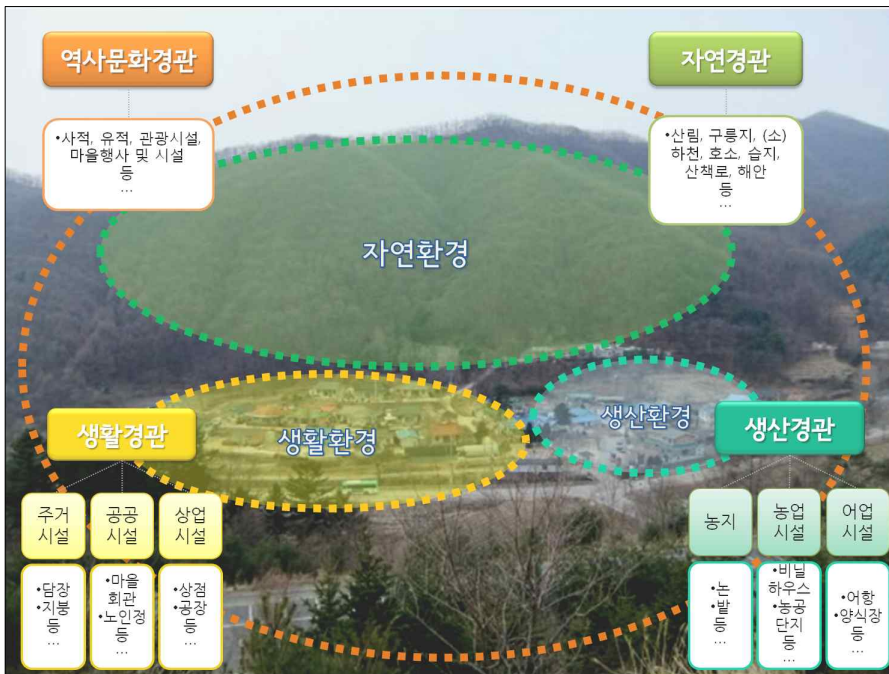 역사문화경관
자연경관
•사적, 유적, 관광시설,
마을행사 및 시설
등
…
•산림, 구릉지, (소)
하천, 호소, 습지,
산책로, 해안
등
…
자연환경
생활경관
생활환경
생산환경
생산경관
주거
시설
공공
시설
상업
시설
•담장
•지붕
등
…
•마을
회관
•노인정
등
…
•상점
•공장
등
…
농지
농업
시설
어업
시설
•논
•밭
등
…
•비닐
하우스
•농공
단지
등
…
•어항
•양식장
등
…